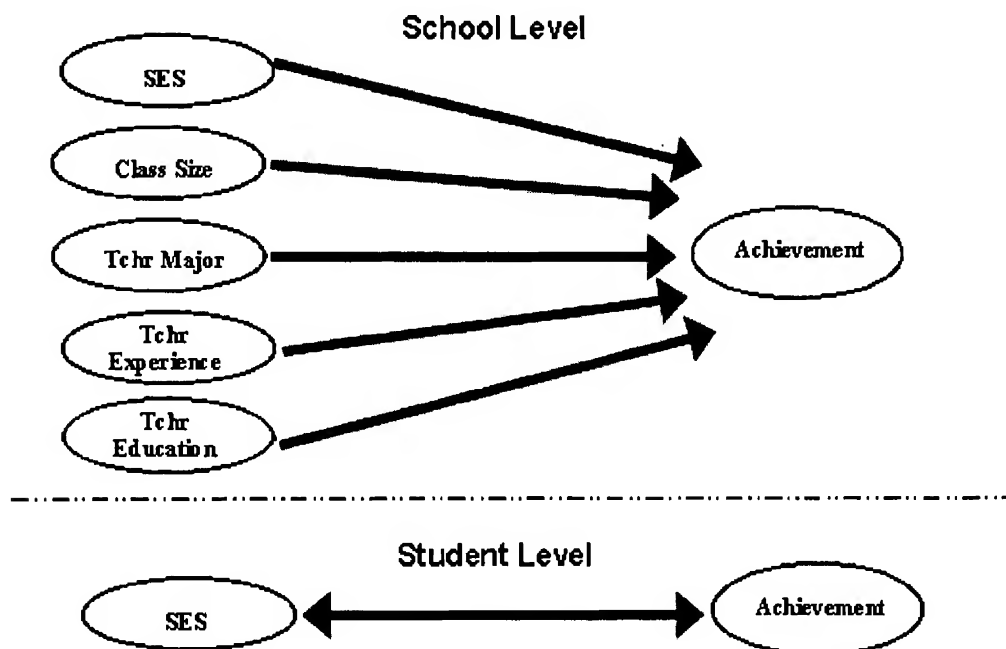 School Level
SES
Class Size
Tchr Major
Achievement
Tchr
Experience
Tchr
Education
Student Level
SES
Achievement